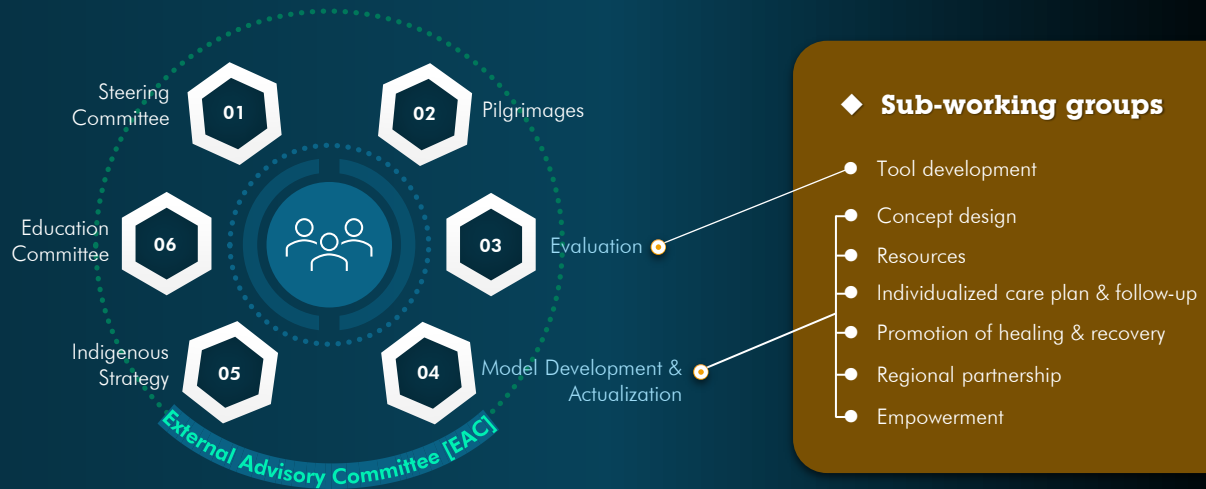 Steering
Committee
01
02
Pilgrimages
Education
Committee
06
03
Evaluation
Indigenous
Strategy
05
04
Model Development &
Actualization
External Advisory Committee [EAC]
Sub-working groups
Tool development
Concept design
Resources
Individualized care plan & follow-up
Promotion of healing & recovery
Regional partnership
Empowerment